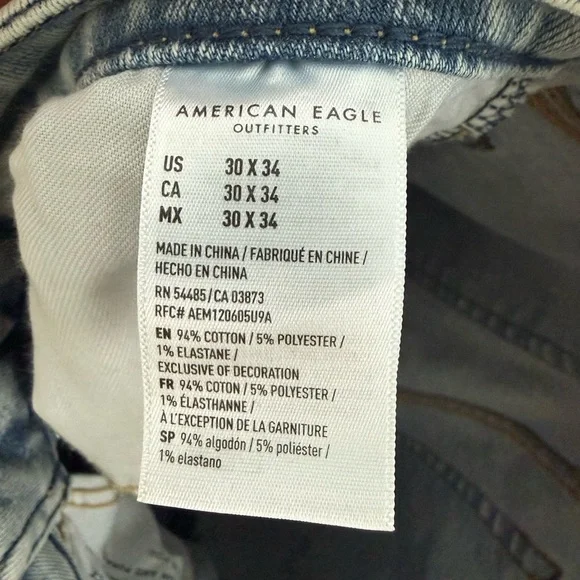 AMERICAN EAGLE
OUTFITTERS
US 30 X 34
CA 30 X 34
MX 30 X 34
MADE IN CHINA / FABRIQUÉ EN CHINE /
HECHO EN CHINA
RN 54485/CA 03873
RFC# AEM120605U9A
EN 94% COTTON / 5% POLYESTER /
1% ELASTANE /
EXCLUSIVE OF DECORATION
FR 94% COTON / 5% POLYESTER /
1% ÉLASTHANNE /
À L'EXCEPTION DE LA GARNITURE
SP 94% algodón / 5% poliéster /
1% elastano